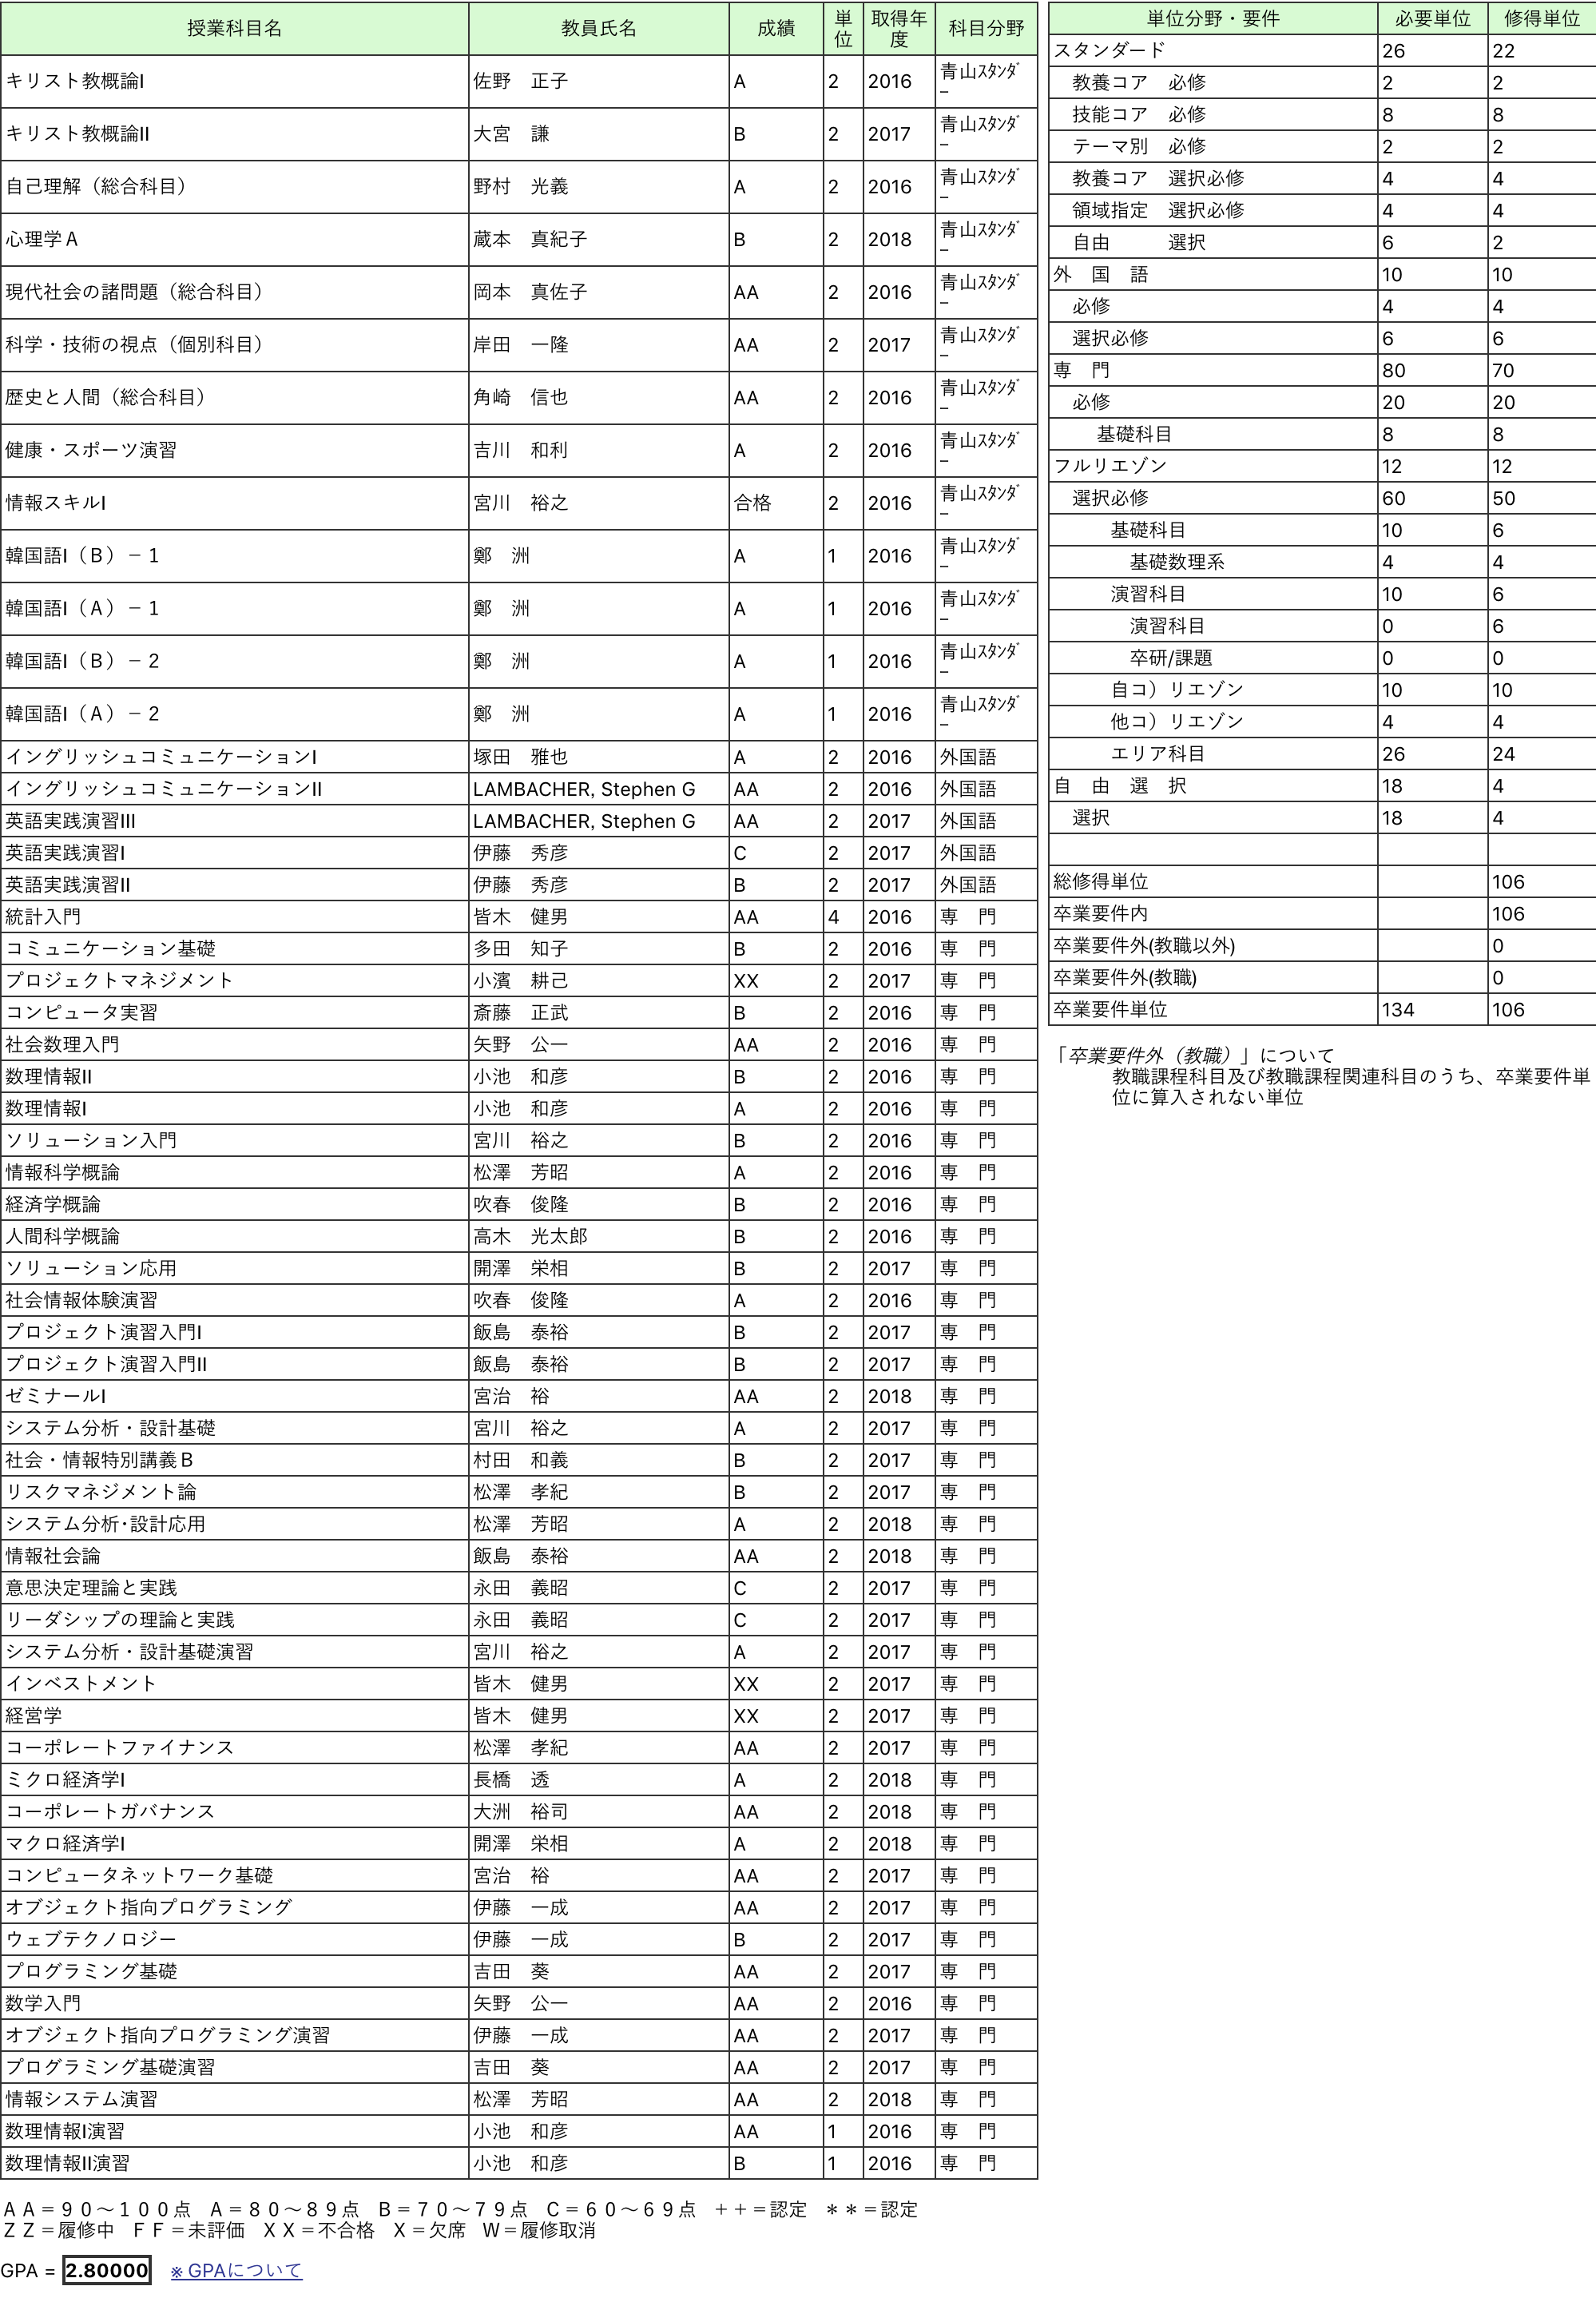 授業科目名 教員氏名 成績 単位 取得年度 科目分野
キリスト教概論I 佐野　正子 A 2 2016 青山ｽﾀﾝﾀﾞｰ
キリスト教概論II 大宮　謙 B 2 2017 青山ｽﾀﾝﾀﾞｰ
自己理解（総合科目） 野村　光義 A 2 2016 青山ｽﾀﾝﾀﾞｰ
心理学Ａ 蔵本　真紀子 B 2 2018 青山ｽﾀﾝﾀﾞｰ
現代社会の諸問題（総合科目） 岡本　真佐子 AA 2 2016 青山ｽﾀﾝﾀﾞｰ
科学・技術の視点（個別科目） 岸田　一隆 AA 2 2017 青山ｽﾀﾝﾀﾞｰ
歴史と人間（総合科目） 角崎　信也 AA 2 2016 青山ｽﾀﾝﾀﾞｰ
健康・スポーツ演習 吉川　和利 A 2 2016 青山ｽﾀﾝﾀﾞｰ
情報スキルI 宮川　裕之 合格 2 2016 青山ｽﾀﾝﾀﾞｰ
韓国語I（Ｂ）－１ 鄭　洲 A 1 2016 青山ｽﾀﾝﾀﾞｰ
韓国語I（Ａ）－１ 鄭　洲 A 1 2016 青山ｽﾀﾝﾀﾞｰ
韓国語I（Ｂ）－２ 鄭　洲 A 1 2016 青山ｽﾀﾝﾀﾞｰ
韓国語I（Ａ）－２ 鄭　洲 A 1 2016 青山ｽﾀﾝﾀﾞｰ
イングリッシュコミュニケーションI 塚田　雅也 A 2 2016 外国語
イングリッシュコミュニケーションII LAMBACHER, Stephen G AA 2 2016 外国語
英語実践演習III LAMBACHER, Stephen G AA 2 2017 外国語
英語実践演習I 伊藤　秀彦 C 2 2017 外国語
英語実践演習II 伊藤　秀彦 B 2 2017 外国語
統計入門 皆木　健男 AA 4 2016 専　門
コミュニケーション基礎 多田　知子 B 2 2016 専　門
プロジェクトマネジメント 小濱　耕己 XX 2 2017 専　門
コンピュータ実習 斎藤　正武 B 2 2016 専　門
社会数理入門 矢野　公一 AA 2 2016 専　門
数理情報II 小池　和彦 B 2 2016 専　門
数理情報I 小池　和彦 A 2 2016 専　門
ソリューション入門 宮川　裕之 B 2 2016 専　門
情報科学概論 松澤　芳昭 A 2 2016 専　門
経済学概論 吹春　俊隆 B 2 2016 専　門
人間科学概論 高木　光太郎 B 2 2016 専　門
ソリューション応用 開澤　栄相 B 2 2017 専　門
社会情報体験演習 吹春　俊隆 A 2 2016 専　門
プロジェクト演習入門I 飯島　泰裕 B 2 2017 専　門
プロジェクト演習入門II 飯島　泰裕 B 2 2017 専　門
ゼミナールI 宮治　裕 AA 2 2018 専　門
システム分析・設計基礎 宮川　裕之 A 2 2017 専　門
社会・情報特別講義Ｂ 村田　和義 B 2 2017 専　門
リスクマネジメント論 松澤　孝紀 B 2 2017 専　門
システム分析･設計応用 松澤　芳昭 A 2 2018 専　門
情報社会論 飯島　泰裕 AA 2 2018 専　門
意思決定理論と実践 永田　義昭 C 2 2017 専　門
リーダシップの理論と実践 永田　義昭 C 2 2017 専　門
システム分析・設計基礎演習 宮川　裕之 A 2 2017 専　門
インベストメント 皆木　健男 XX 2 2017 専　門
経営学 皆木　健男 XX 2 2017 専　門
コーポレートファイナンス 松澤　孝紀 AA 2 2017 専　門
ミクロ経済学I 長橋　透 A 2 2018 専　門
コーポレートガバナンス 大洲　裕司 AA 2 2018 専　門
マクロ経済学I 開澤　栄相 A 2 2018 専　門
コンピュータネットワーク基礎 宮治　裕 AA 2 2017 専　門
オブジェクト指向プログラミング 伊藤　一成 AA 2 2017 専　門
ウェブテクノロジー 伊藤　一成 B 2 2017 専　門
プログラミング基礎 吉田　葵 AA 2 2017 専　門
数学入門 矢野　公一 AA 2 2016 専　門
オブジェクト指向プログラミング演習 伊藤　一成 AA 2 2017 専　門
プログラミング基礎演習 吉田　葵 AA 2 2017 専　門
情報システム演習 松澤　芳昭 AA 2 2018 専　門
数理情報I演習 小池　和彦 AA 1 2016 専　門
数理情報II演習 小池　和彦 B 1 2016 専　門
ＡＡ＝９０～１００点　Ａ＝８０～８９点　Ｂ＝７０～７９点　Ｃ＝６０～６９点　＋＋＝認定　＊＊＝認定
ＺＺ＝履修中　ＦＦ＝未評価　ＸＸ＝不合格　Ｘ＝欠席　Ｗ＝履修取消
GPA = 2.80000 ※ GPAについて
単位分野・要件 必要単位 修得単位
スタンダード 26 22
教養コア　必修 2 2
技能コア　必修 8 8
テーマ別　必修 2 2
教養コア　選択必修 4 4
領域指定　選択必修 4 4
自由　　　選択 6 2
外　国　語 10 10
必修 4 4
選択必修 6 6
専　門 80 70
必修 20 20
基礎科目 8 8
フルリエゾン 12 12
選択必修 60 50
基礎科目 10 6
基礎数理系 4 4
演習科目 10 6
演習科目 0 6
卒研/課題 0 0
自コ）リエゾン 10 10
他コ）リエゾン 4 4
エリア科目 26 24
自　由　選　択 18 4
選択 18 4
総修得単位 106
卒業要件内 106
卒業要件外(教職以外) 0
卒業要件外(教職) 0
卒業要件単位 134 106
「卒業要件外（教職）」について
教職課程科目及び教職課程関連科目のうち、卒業要件単
位に算入されない単位